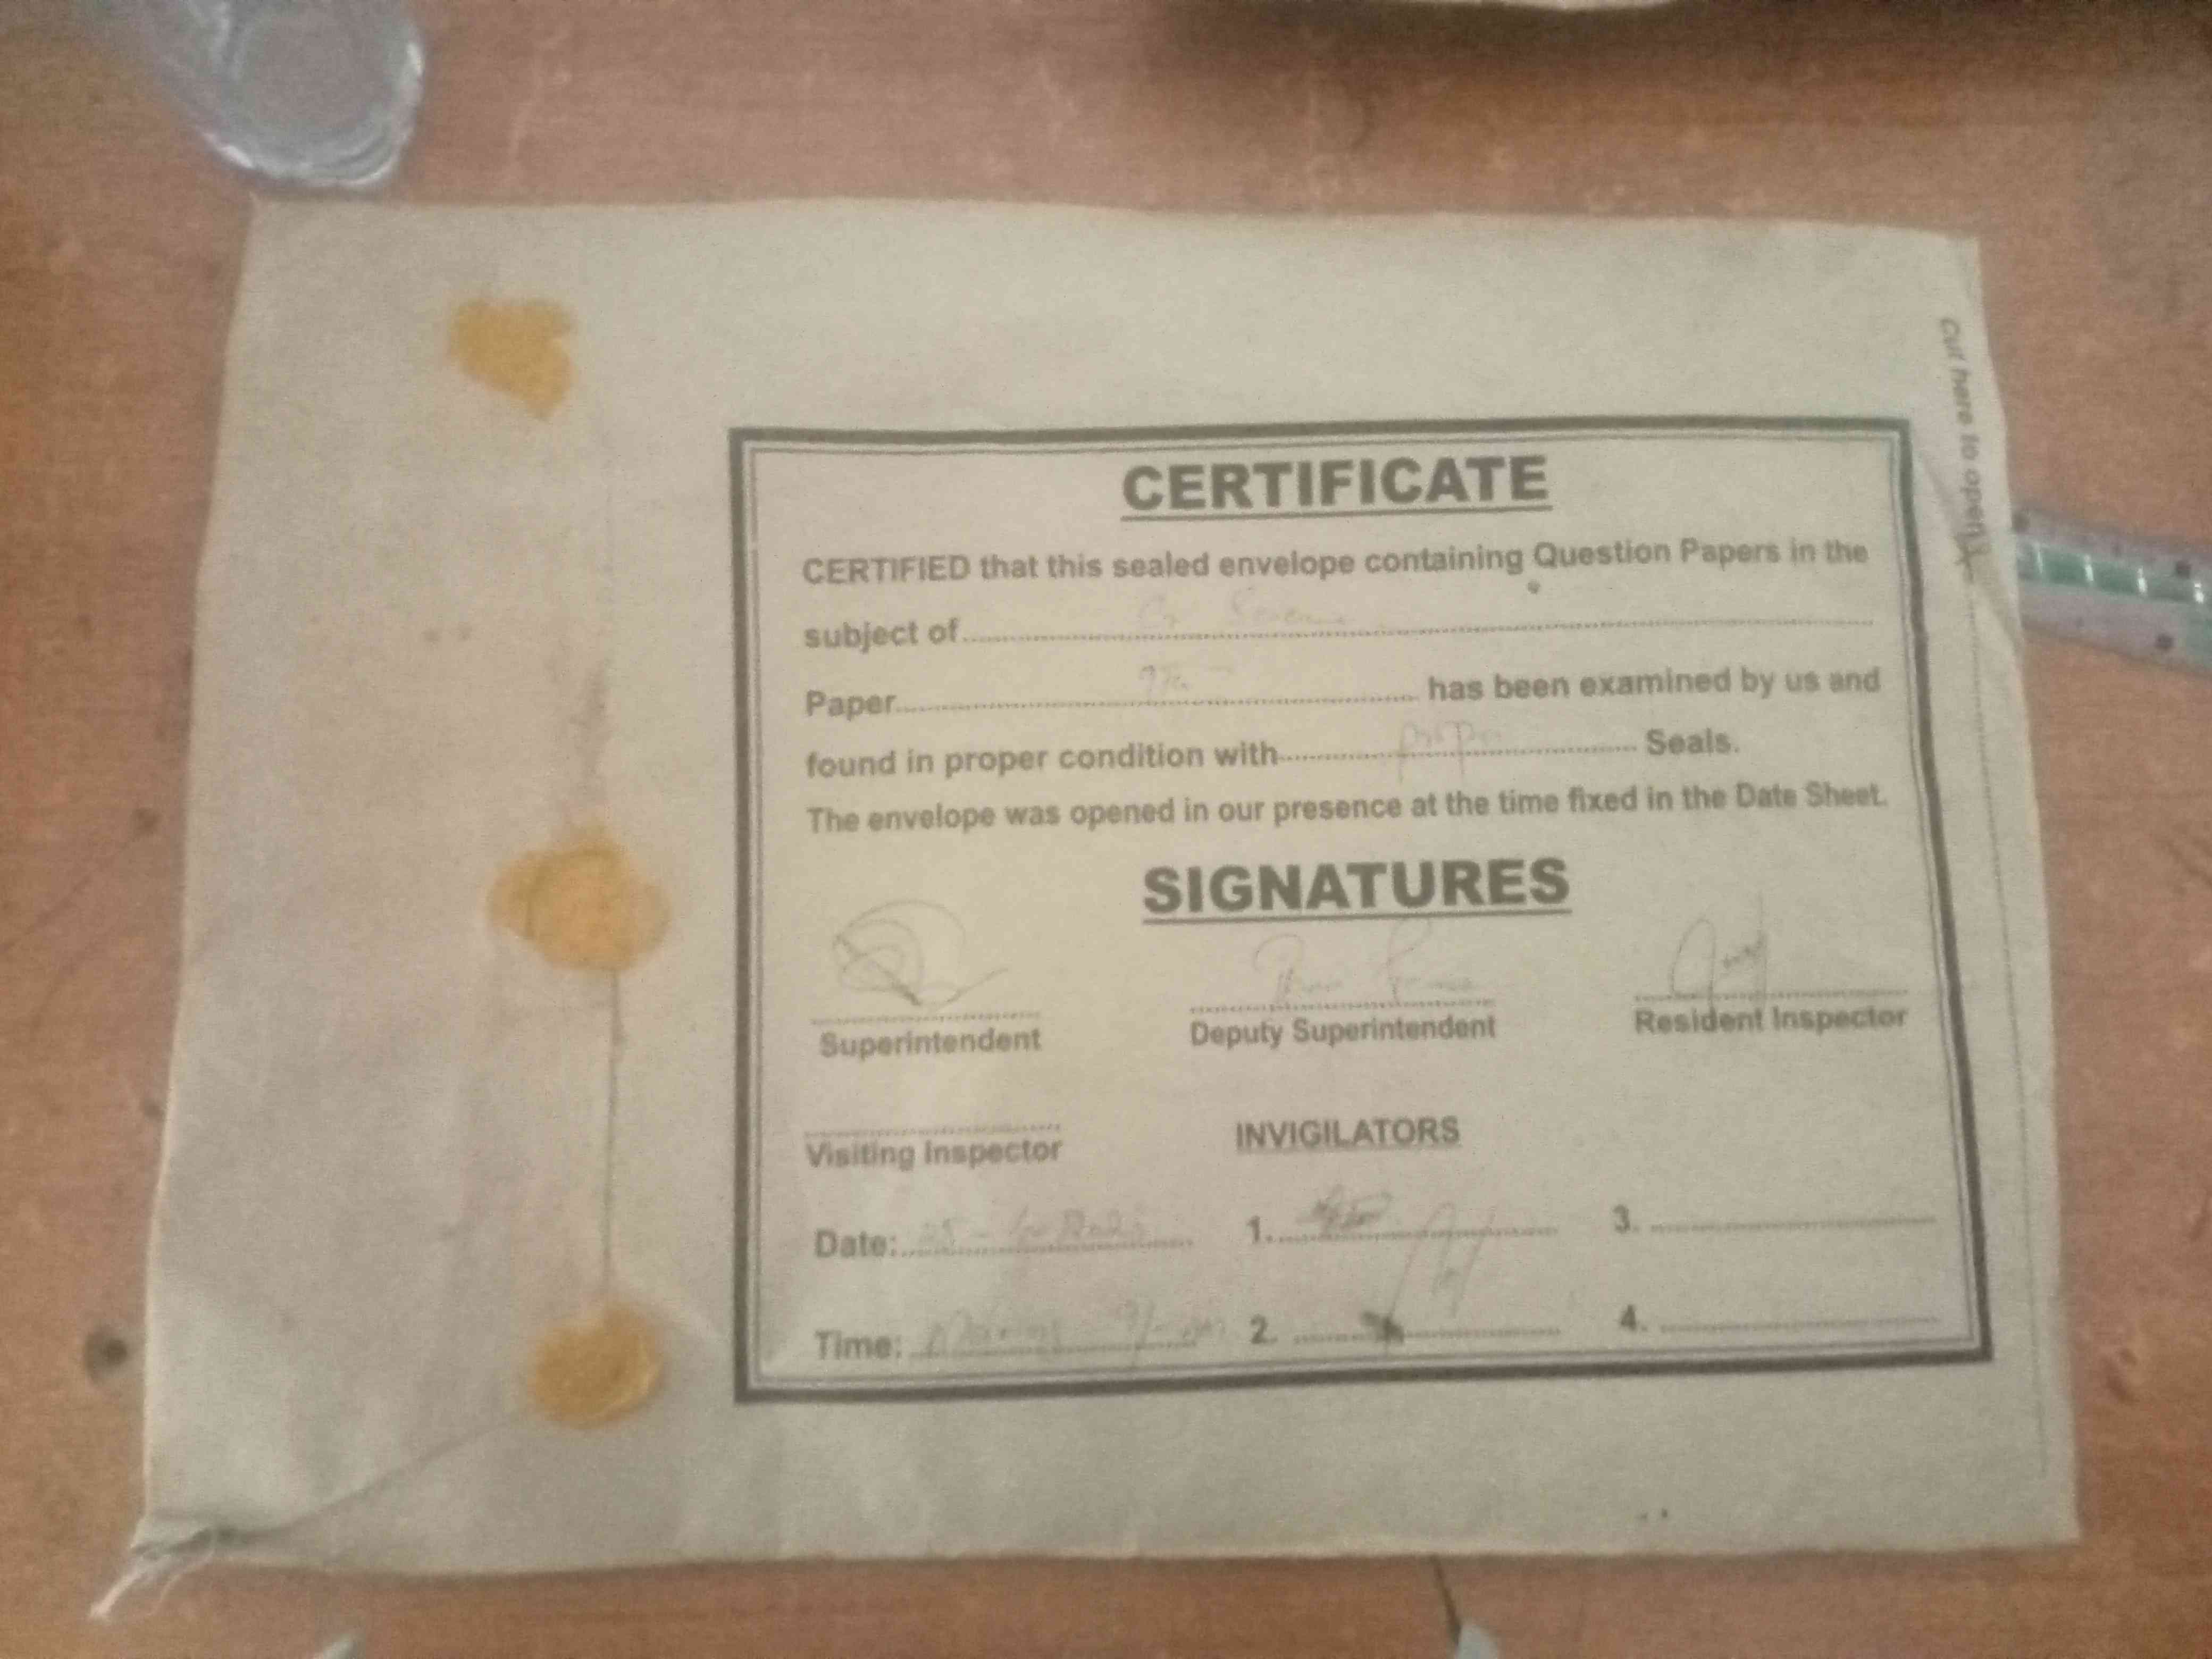 CERTIFICATE
CERTIFIED that this sealed envelope containing Question Papers in the
subject of
Paper 9th has been examined by us and
found in proper condition with proper Seals.
The envelope was opened in our presence at the time fixed in the Date Sheet.
SIGNATURES
Superintendent Deputy Superintendent Resident Inspector
Visiting Inspector INVIGILATORS
Date: 1. 3.
Time: 2. 4.
Cut here to open